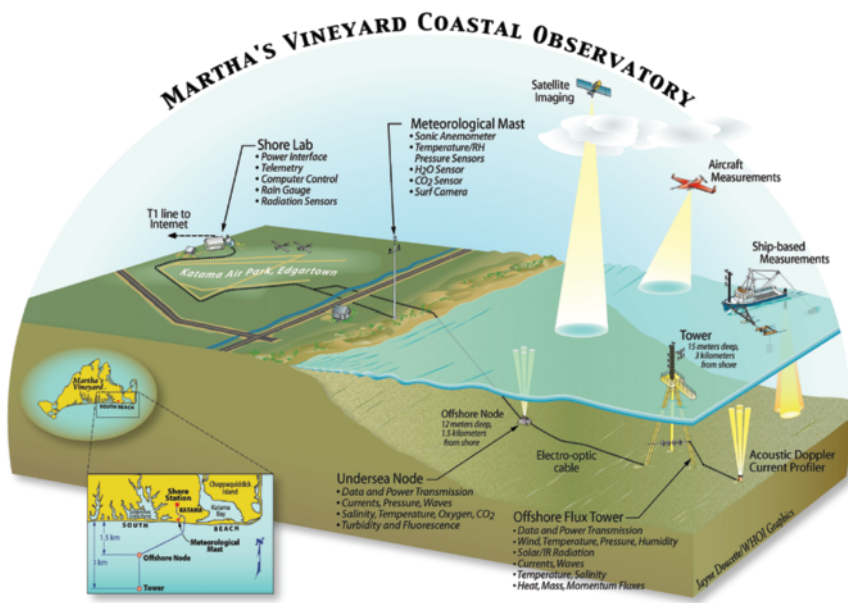 MARTHA'S VINEYARD COASTAL OBSERVATORY
Satellite
Imaging
Aircraft
Measurements
Ship-based
Measurements
Meteorological Mast
• Sonic Anemometer
• Temperature/RH
Pressure Sensors
• H2O Sensor
• CO2 Sensor
• Surf Camera
Shore Lab
• Power Interface
• Telemetry
• Computer Control
• Rain Gauge
• Radiation Sensors
T1 line to
Internet
Katama Air Park, Edgartown
Tower
15 meters deep,
3 kilometers
from shore
Martha's
Vineyard
SOUTH BEACH
Offshore Node
12 meters deep,
1.5 kilometers
from shore
Electro-optic
cable
Acoustic Doppler
Current Profiler
Undersea Node
• Data and Power Transmission
• Currents, Pressure, Waves
• Salinity, Temperature, Oxygen, CO2
• Turbidity and Fluorescence
Offshore Flux Tower
• Data and Power Transmission
• Wind, Temperature, Pressure, Humidity
• Solar/IR Radiation
• Currents, Waves
• Temperature, Salinity
• Heat, Mass, Momentum Fluxes
Jayne Doucette/WHOI Graphics
Chappaquiddick
Island
Shore
Station
KATAMA
Katama
Bay
SOUTH BEACH
Meteorological
Mast
1.5 km
Offshore Node
3 km
Tower
N